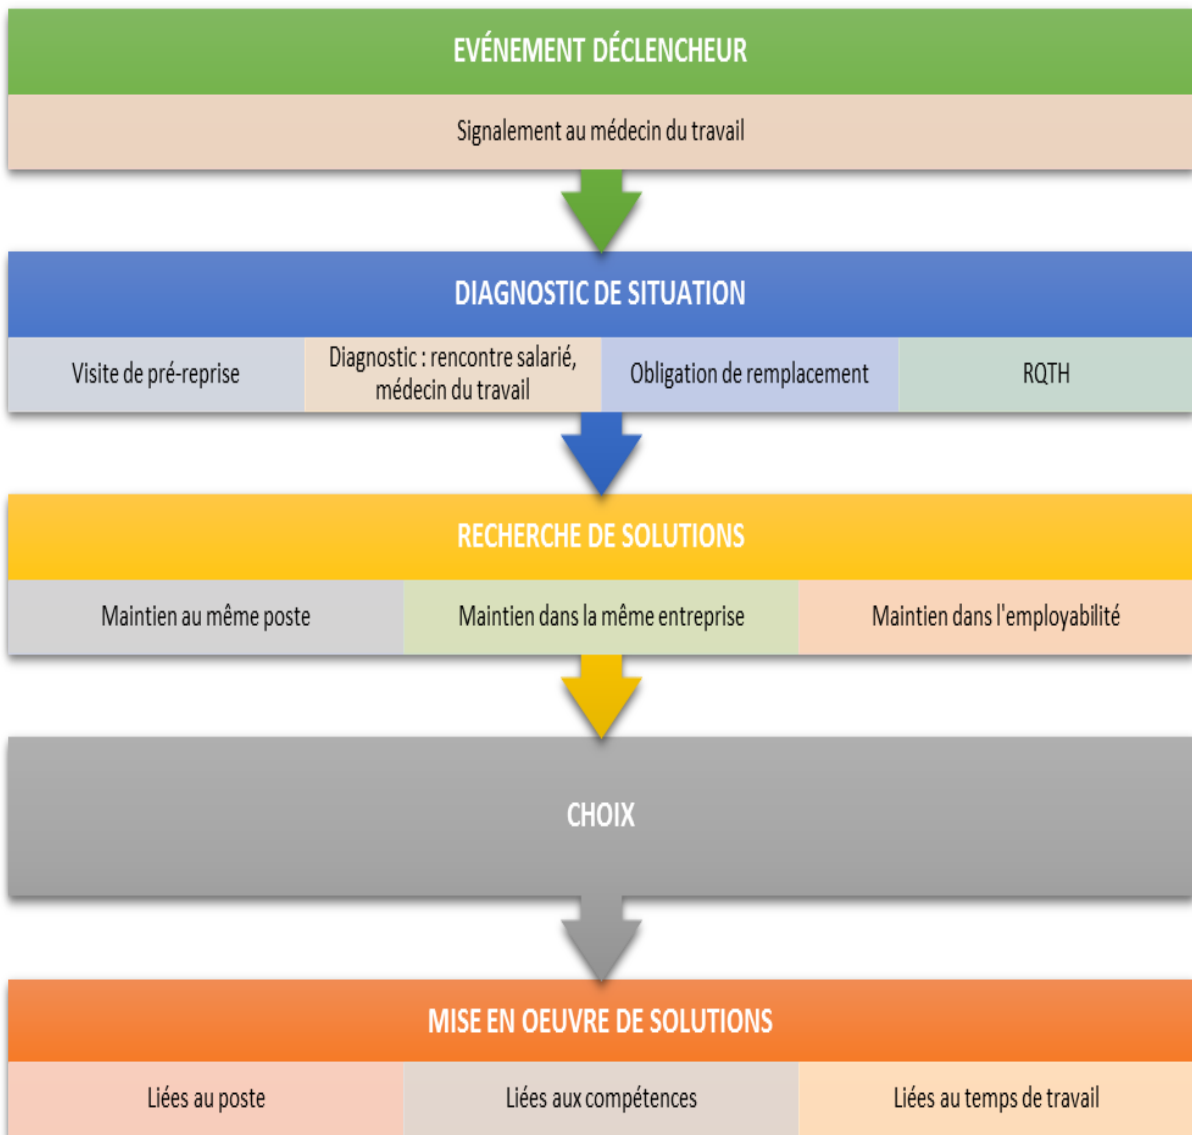 EVÉNEMENT DÉCLENCHEUR
Signalement au médecin du travail
DIAGNOSTIC DE SITUATION
Visite de pré-reprise
Diagnostic : rencontre salarié,
médecin du travail
Obligation de remplacement
RQTH
RECHERCHE DE SOLUTIONS
Maintien au même poste
Maintien dans la même entreprise
Maintien dans l'employabilité
CHOIX
MISE EN OEUVRE DE SOLUTIONS
Liées au poste
Liées aux compétences
Liées au temps de travail